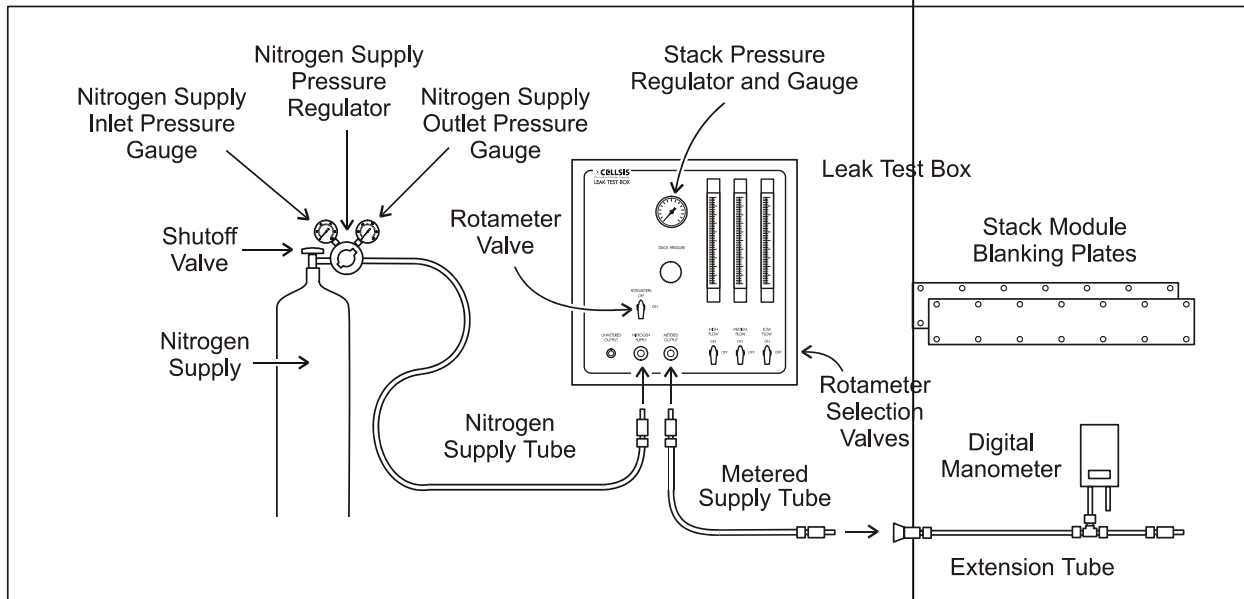 Nitrogen Supply
Pressure
Regulator
Nitrogen Supply
Inlet Pressure
Gauge
Nitrogen Supply
Outlet Pressure
Gauge
Stack Pressure
Regulator and Gauge
Leak Test Box
Shutoff
Valve
Rotameter
Valve
Nitrogen
Supply
CELLSIS
LEAK TEST BOX
STACK PRESSURE
ROTAMETERS
OFF
ON
UNMETERED
OUTPUT
NITROGEN
SUPPLY
METERED
OUTPUT
HIGH
FLOW
ON
OFF
MEDIUM
FLOW
ON
OFF
LOW
FLOW
ON
OFF
Stack Module
Blanking Plates
Rotameter
Selection
Valves
Nitrogen
Supply Tube
Metered
Supply Tube
Digital
Manometer
Extension Tube